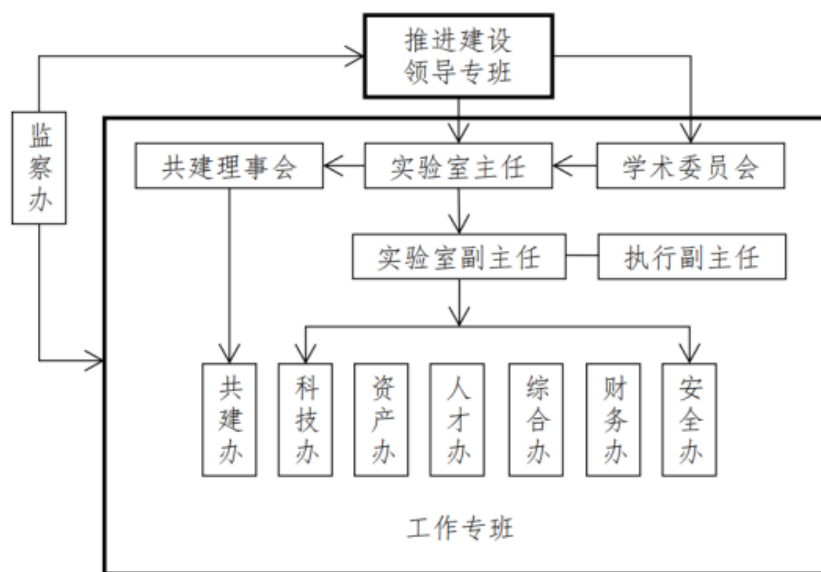 推进建设
领导专班
监察办
共建理事会
实验室主任
学术委员会
实验室副主任
执行副主任
共建办
科技办
资产办
人才办
综合办
财务办
安全办
工作专班